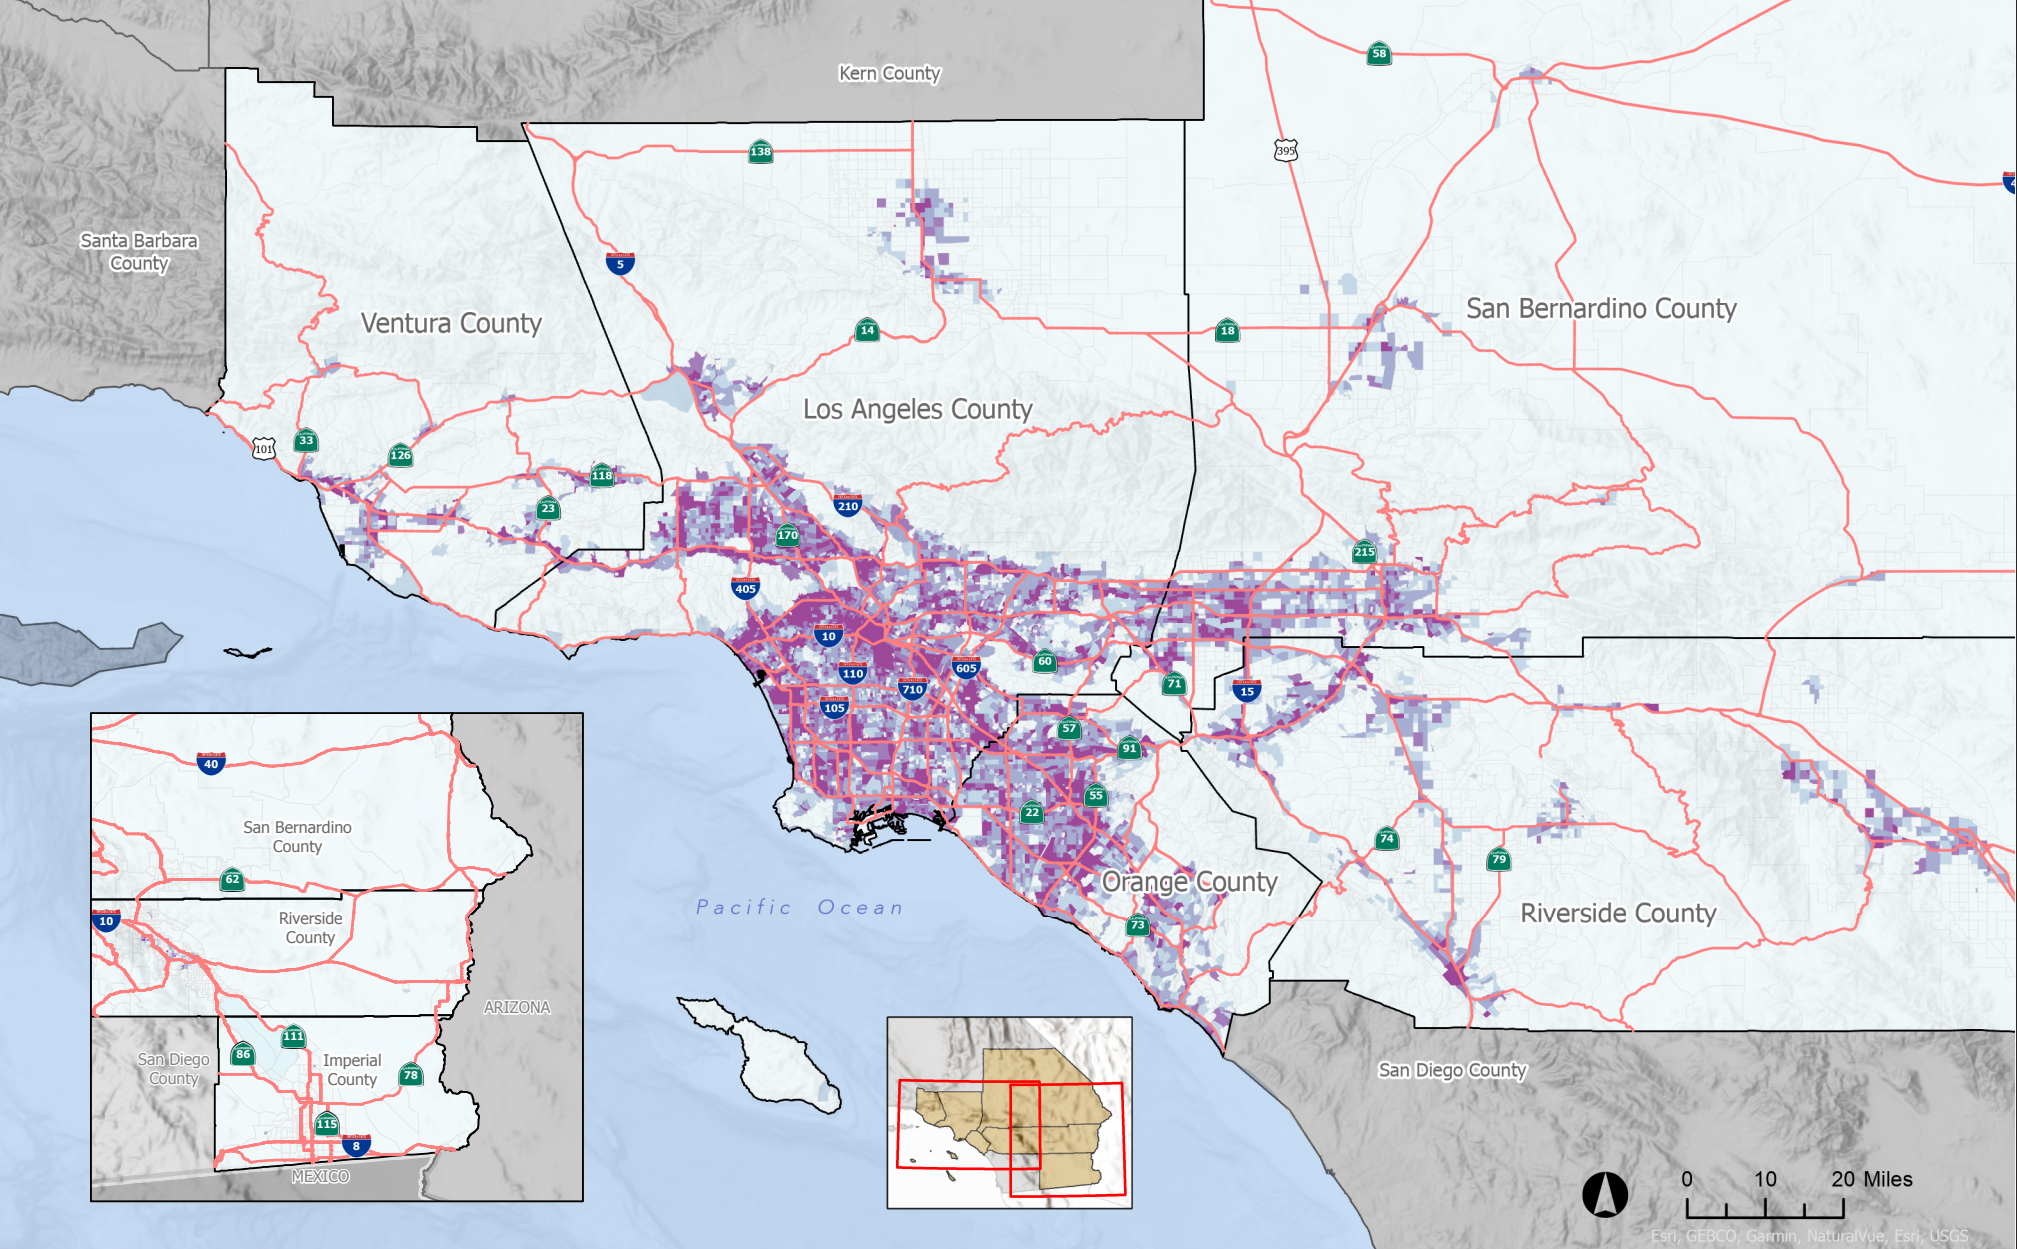 Kern County
58
138
395
4
Santa Barbara
County
5
Ventura County
14
18
San Bernardino County
Los Angeles County
33
101
126
118
23
210
170
215
405
10
110
605
60
710
105
71
15
57
91
55
22
74
79
Orange County
73
Riverside County
Pacific Ocean
40
San Bernardino
County
62
10
Riverside
County
ARIZONA
111
86
San Diego
County
Imperial
County
78
115
8
MEXICO
San Diego County
0 10 20 Miles
Esri, GEBCO, Garmin, NaturalVue, Esri, USGS